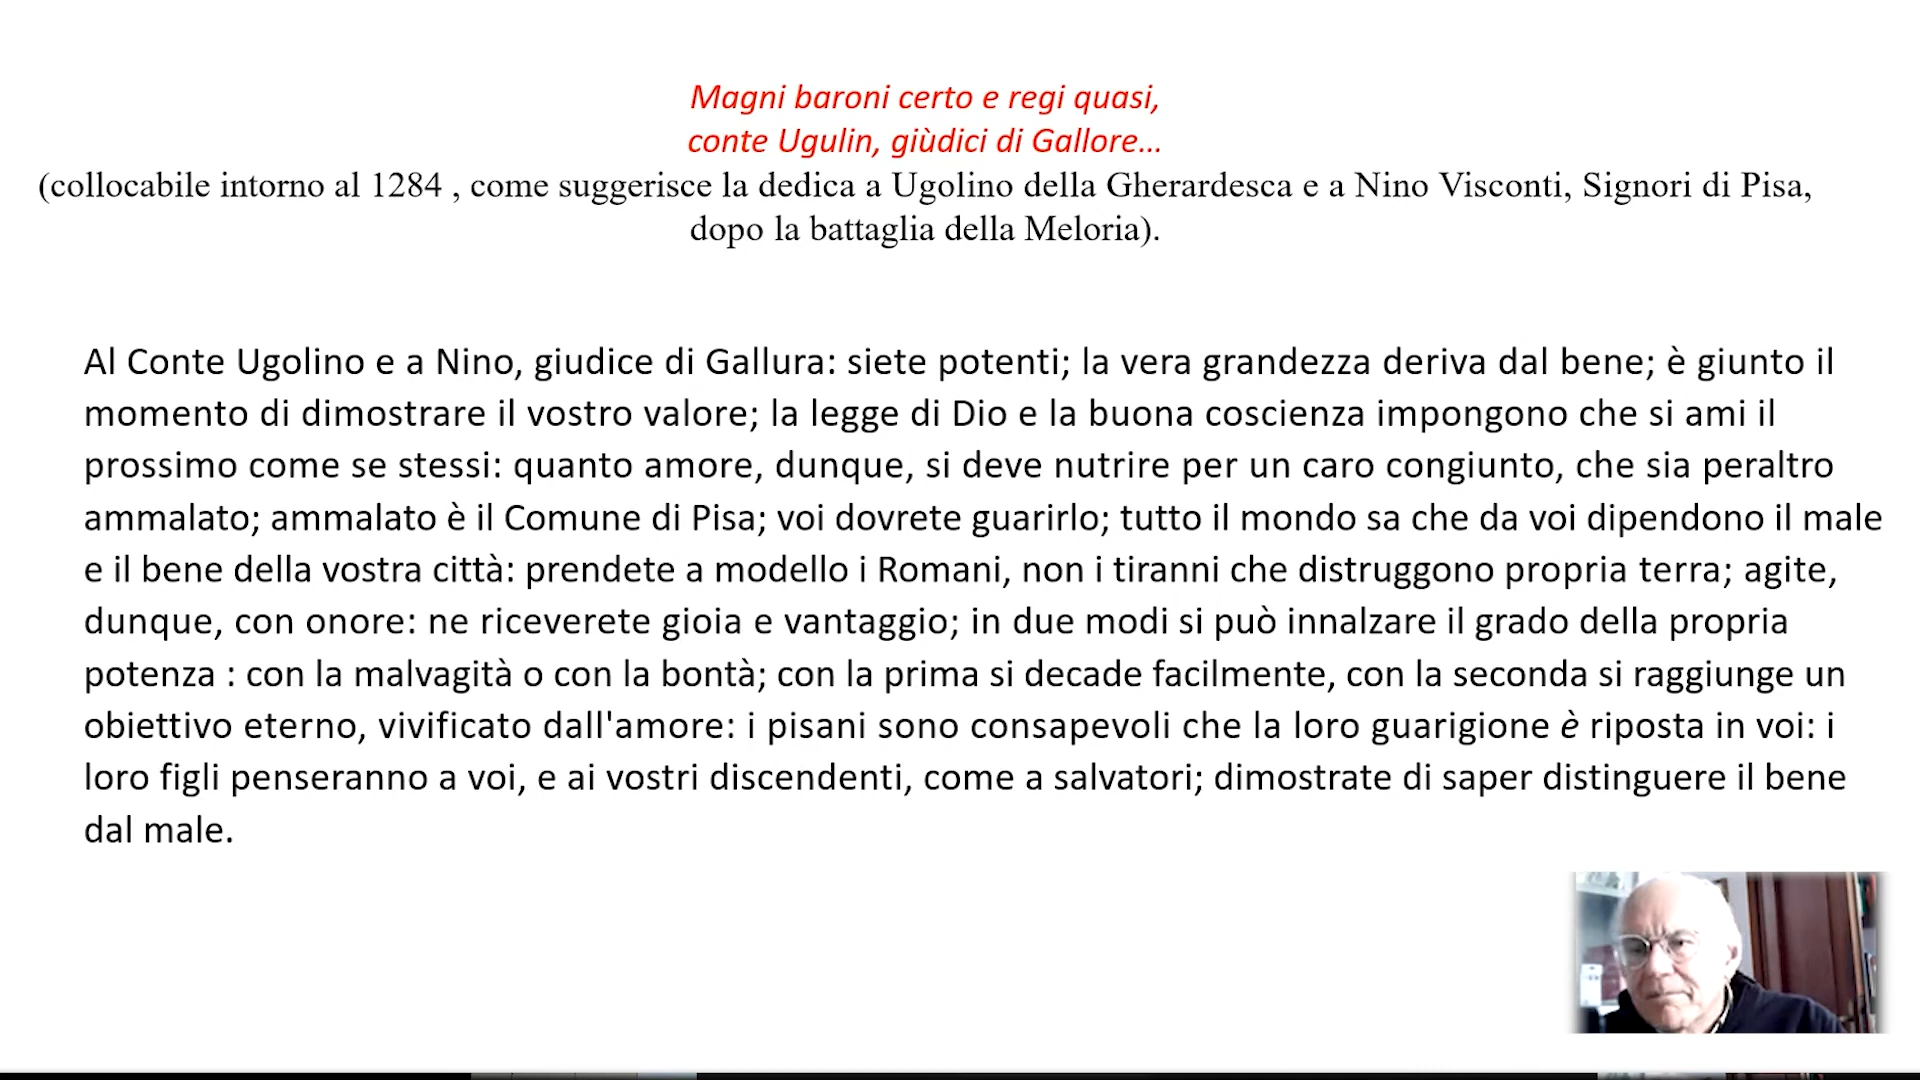 Magni baroni certo e regi quasi,
conte Ugulin, giùdici di Gallore...
(collocabile intorno al 1284 , come suggerisce la dedica a Ugolino della Gherardesca e a Nino Visconti, Signori di Pisa,
dopo la battaglia della Meloria).
Al Conte Ugolino e a Nino, giudice di Gallura: siete potenti; la vera grandezza deriva dal bene; è giunto il
momento di dimostrare il vostro valore; la legge di Dio e la buona coscienza impongono che si ami il
prossimo come se stessi: quanto amore, dunque, si deve nutrire per un caro congiunto, che sia peraltro
ammalato; ammalato è il Comune di Pisa; voi dovrete guarirlo; tutto il mondo sa che da voi dipendono il male
e il bene della vostra città: prendete a modello i Romani, non i tiranni che distruggono propria terra; agite,
dunque, con onore: ne riceverete gioia e vantaggio; in due modi si può innalzare il grado della propria
potenza : con la malvagità o con la bontà; con la prima si decade facilmente, con la seconda si raggiunge un
obiettivo eterno, vivificato dall'amore: i pisani sono consapevoli che la loro guarigione è riposta in voi: i
loro figli penseranno a voi, e ai vostri discendenti, come a salvatori; dimostrate di saper distinguere il bene
dal male.